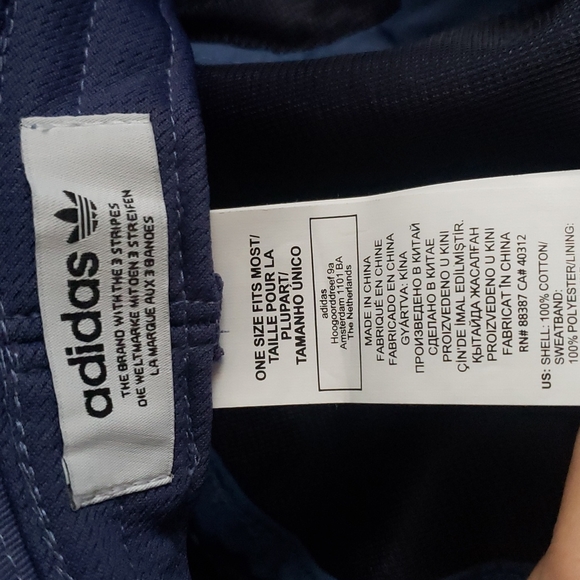 adidas
THE BRAND WITH THE 3 STRIPES
DIE WELTMARKE MIT DEN 3 STREIFEN
LA MARQUE AUX 3 BANDES
ONE SIZE FITS MOST/
TAILLE POUR LA
PLUPART/
TAMANHO ÚNICO
adidas
Hoogoorddreef 9a
Amsterdam 1101 BA
The Netherlands
MADE IN CHINA
FABRIQUÉ EN CHINE
FABRICADO EN CHINA
GYÁRTVA: KÍNA
ПРОИЗВЕДЕНО В КИТАЙ
СДЕЛАНО В КИТАЕ
PROIZVEDENO U KINI
ÇİN'DE İMAL EDİLMİŞTİR.
ҚЫТАЙДА ЖАСАЛҒАН
PROIZVEDENO U KINI
FABRICAT ÎN CHINA
RN# 88387 CA# 40312
US: SHELL: 100% COTTON/
SWEATBAND:
100% POLYESTER/LINING: